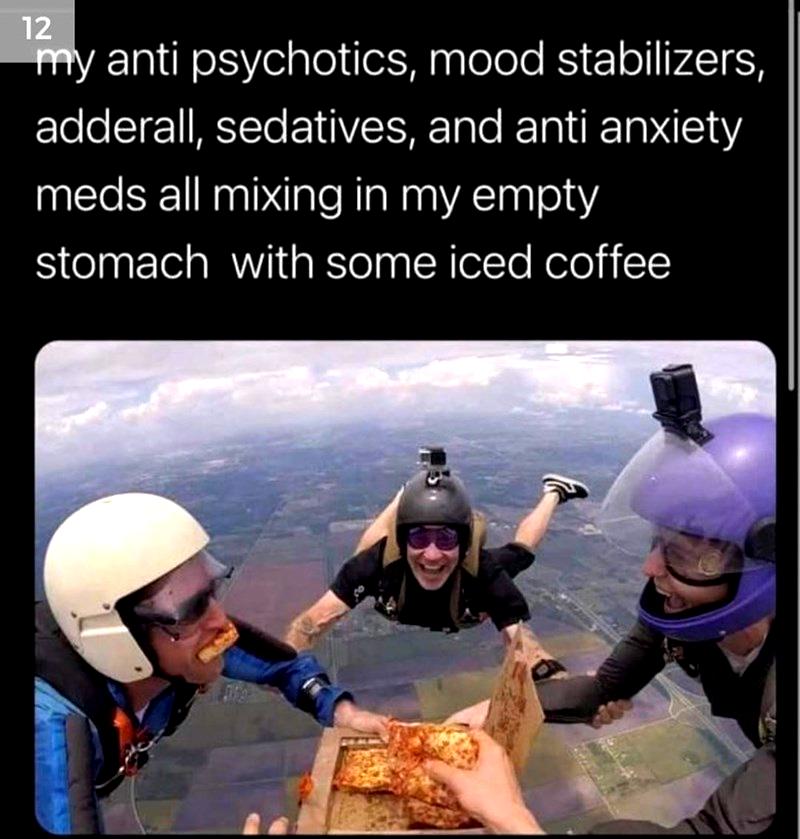 12
my anti psychotics, mood stabilizers,
adderall, sedatives, and anti anxiety
meds all mixing in my empty
stomach with some iced coffee